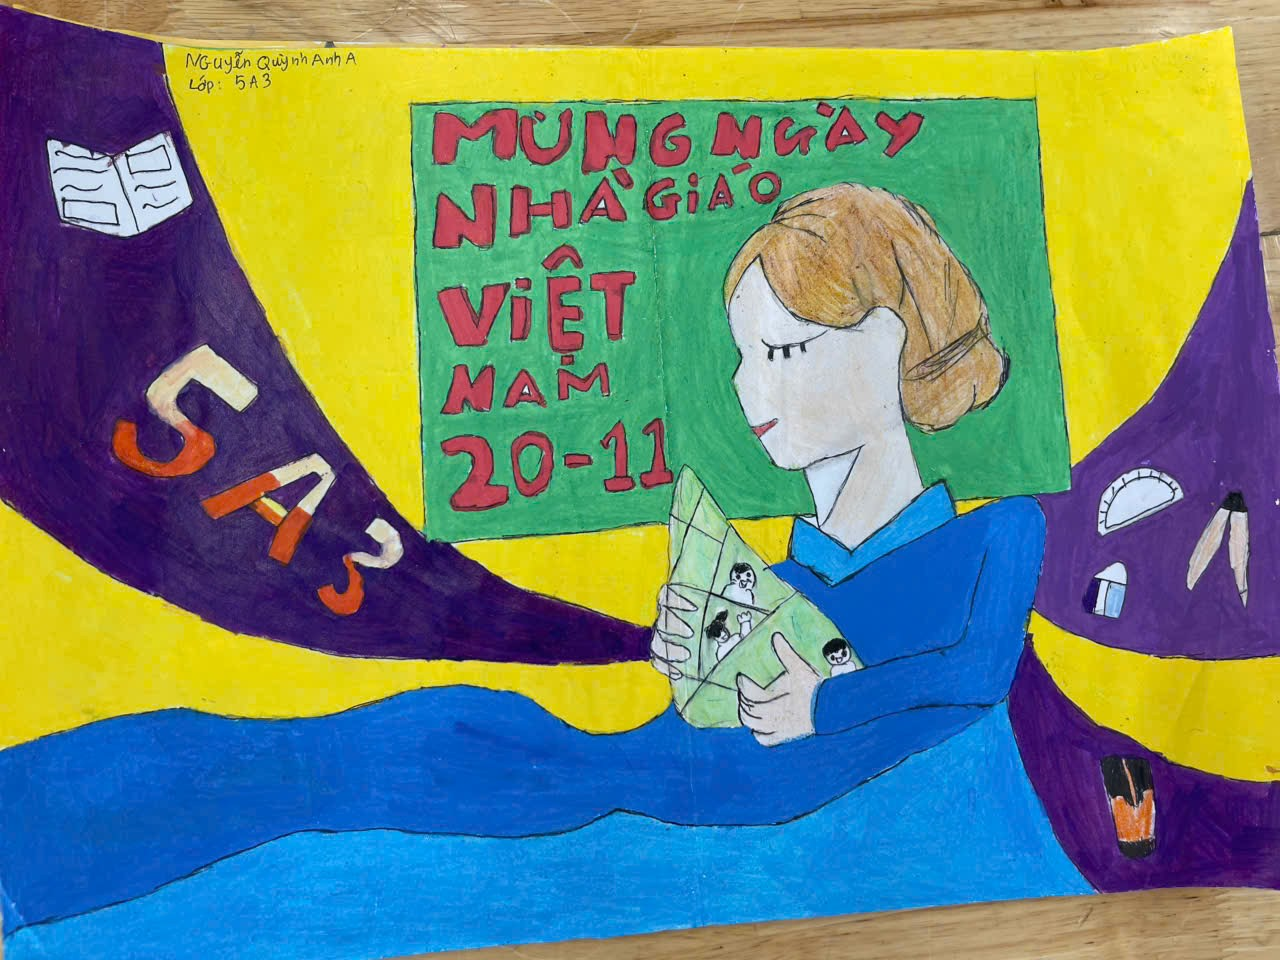 Nguyễn Quỳnh Anh A
Lớp: 5A3
MỪNG NGÀY
NHÀ GIÁO
VIỆT
NAM
20-11
5A3